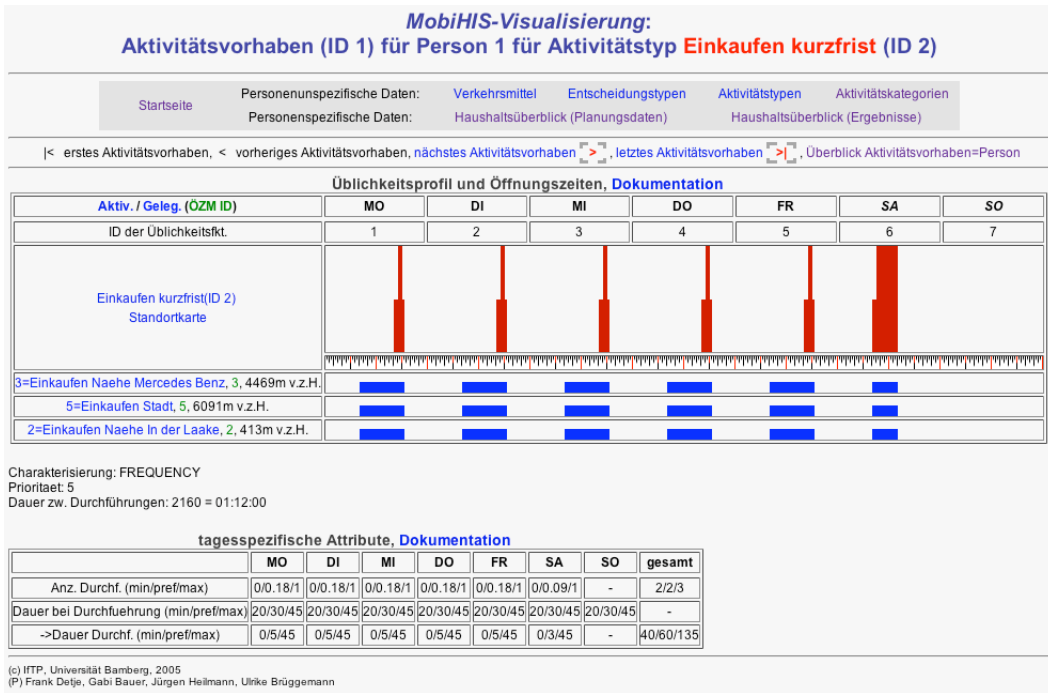 MobiHIS-Visualisierung:
Aktivitätsvorhaben (ID 1) für Person 1 für Aktivitätstyp Einkaufen kurzfrist (ID 2)
Startseite
Personenunspezifische Daten: Verkehrsmittel Entscheidungstypen Aktivitätstypen Aktivitätskategorien
Personenspezifische Daten: Haushaltsüberblick (Planungsdaten) Haushaltsüberblick (Ergebnisse)
|< erstes Aktivitätsvorhaben, < vorheriges Aktivitätsvorhaben, nächstes Aktivitätsvorhaben > , letztes Aktivitätsvorhaben >| , Überblick Aktivitätsvorhaben=Person
Üblichkeitsprofil und Öffnungszeiten, Dokumentation
Aktiv. / Geleg. (ÖZM ID) MO DI MI DO FR SA SO
ID der Üblichkeitsfkt. 1 2 3 4 5 6 7
Einkaufen kurzfrist(ID 2)
Standortkarte
3=Einkaufen Naehe Mercedes Benz, 3, 4469m v.z.H.
5=Einkaufen Stadt, 5, 6091m v.z.H.
2=Einkaufen Naehe In der Laake, 2, 413m v.z.H.
Charakterisierung: FREQUENCY
Prioritaet: 5
Dauer zw. Durchführungen: 2160 = 01:12:00
tagesspezifische Attribute, Dokumentation
MO DI MI DO FR SA SO gesamt
Anz. Durchf. (min/pref/max) 0/0.18/1 0/0.18/1 0/0.18/1 0/0.18/1 0/0.18/1 0/0.09/1 - 2/2/3
Dauer bei Durchfuehrung (min/pref/max) 20/30/45 20/30/45 20/30/45 20/30/45 20/30/45 20/30/45 20/30/45 -
->Dauer Durchf. (min/pref/max) 0/5/45 0/5/45 0/5/45 0/5/45 0/5/45 0/3/45 - 40/60/135
(c) IfTP, Universität Bamberg, 2005
(P) Frank Detje, Gabi Bauer, Jürgen Heilmann, Ulrike Brüggemann